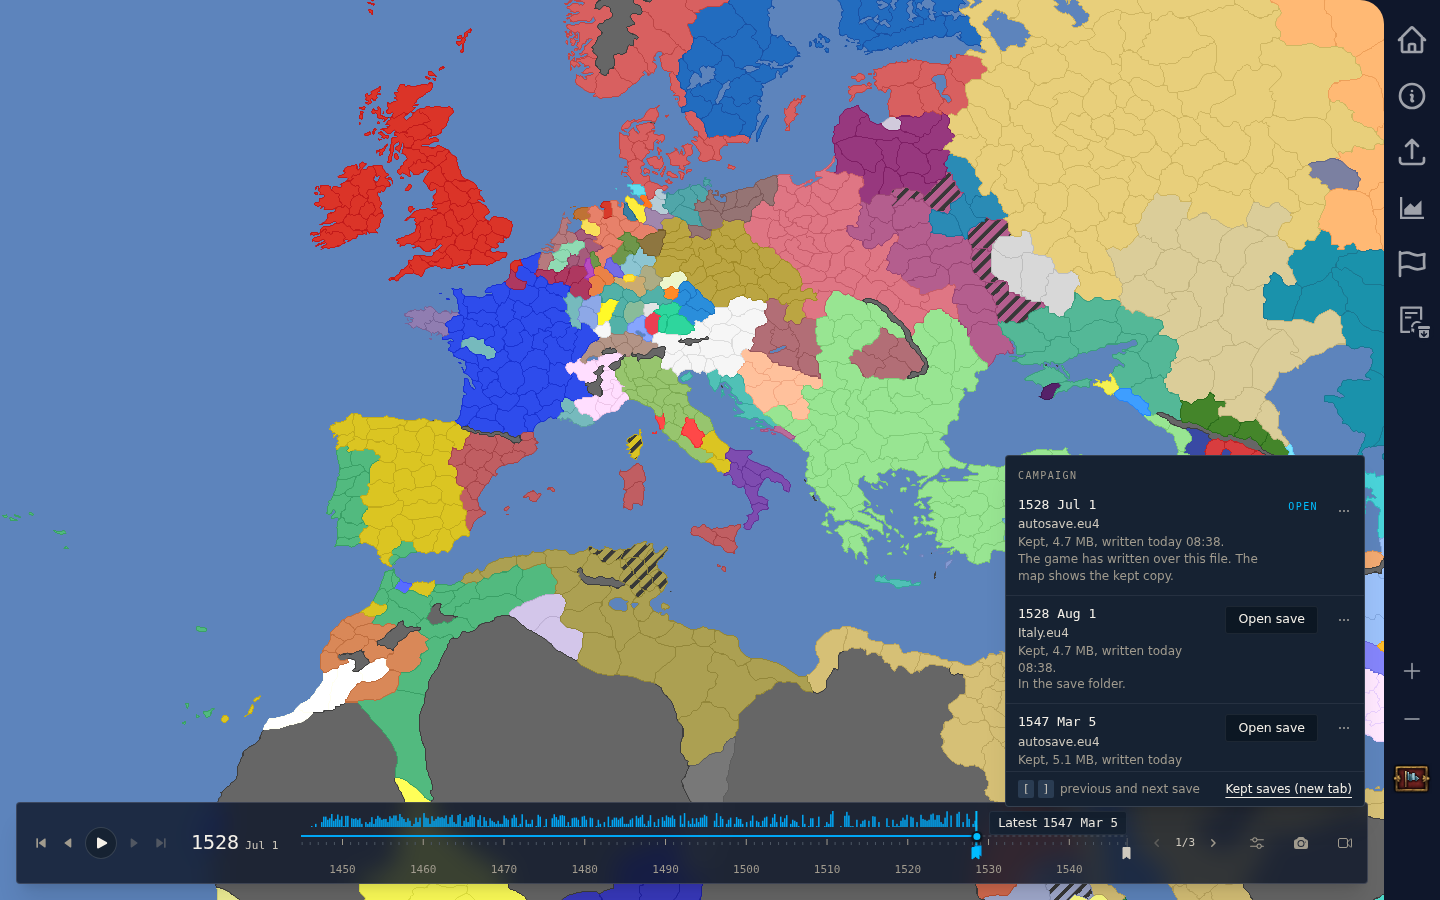 CAMPAIGN
1528 Jul 1
OPEN
...
autosave.eu4
Kept, 4.7 MB, written today 08:38.
The game has written over this file. The
map shows the kept copy.
1528 Aug 1
Open save
...
Italy.eu4
Kept, 4.7 MB, written today
08:38.
In the save folder.
1547 Mar 5
Open save
...
autosave.eu4
Kept, 5.1 MB, written today
[ ] previous and next save
Kept saves (new tab)
1528 Jul 1
Latest 1547 Mar 5
1/3
1450 1460 1470 1480 1490 1500 1510 1520 1530 1540